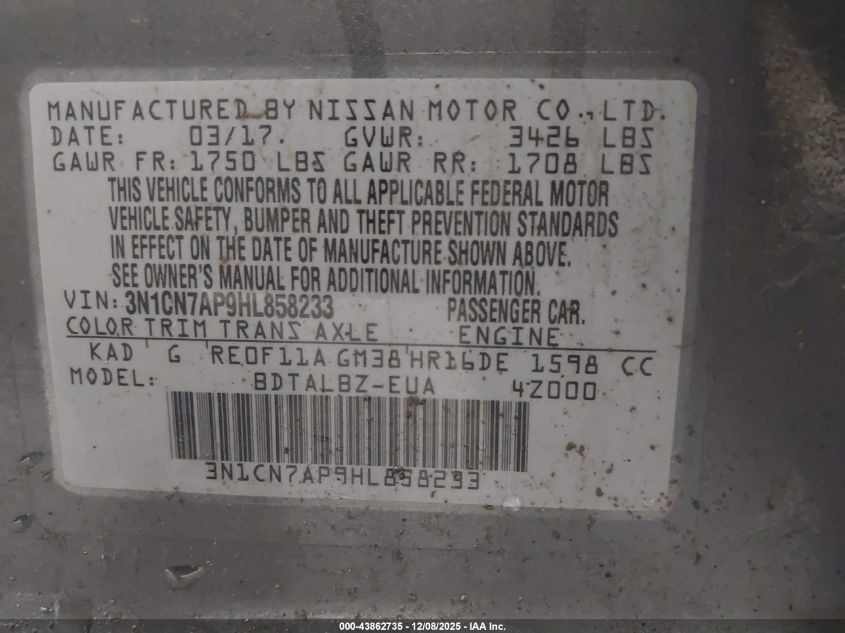 MANUFACTURED BY NISSAN MOTOR CO., LTD.
DATE: 03/17. GVWR: 3426 LBS
GAWR FR: 1750 LBS GAWR RR: 1708 LBS
THIS VEHICLE CONFORMS TO ALL APPLICABLE FEDERAL MOTOR
VEHICLE SAFETY, BUMPER AND THEFT PREVENTION STANDARDS
IN EFFECT ON THE DATE OF MANUFACTURE SHOWN ABOVE.
SEE OWNER'S MANUAL FOR ADDITIONAL INFORMATION.
VIN: 3N1CN7AP9HL858233 PASSENGER CAR.
COLOR TRIM TRANS AXLE ENGINE
KAD G RE0F11A GM38 HR16DE 1598 CC
MODEL: BDTALBZ-EUA 4Z000
3N1CN7AP9HL858233
000-43862735 - 12/08/2025 - IAA Inc.